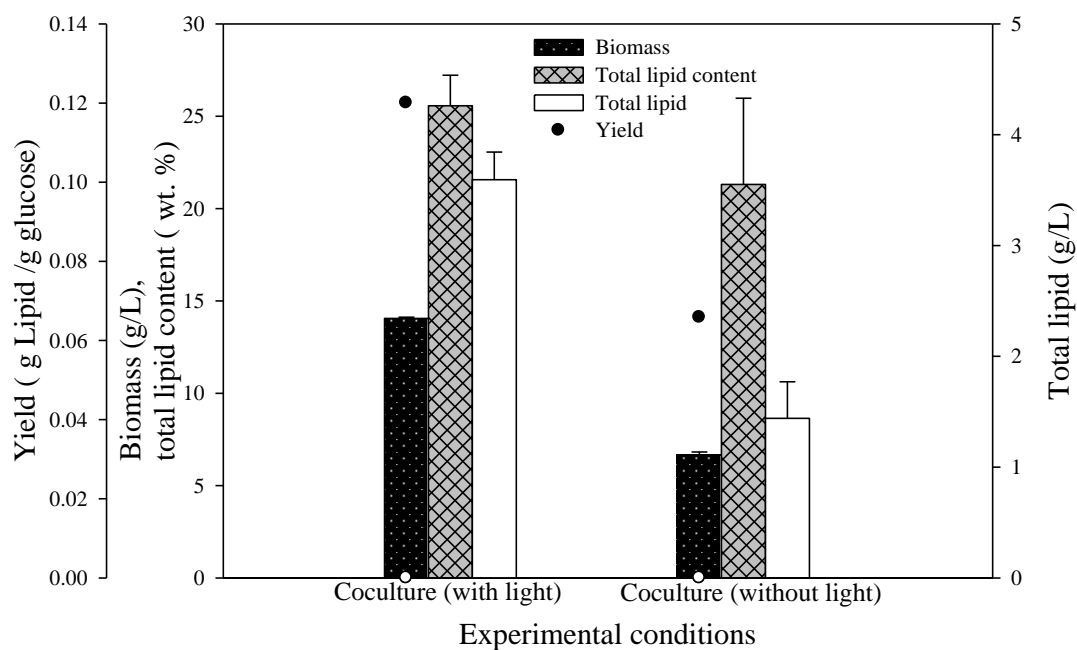 0.14
0.12
0.10
0.08
0.06
0.04
0.02
0.00
Yield ( g Lipid /g glucose)
30
25
20
15
10
5
0
Biomass (g/L),
total lipid content ( wt. %)
Biomass
Total lipid content
Total lipid
Yield
5
4
3
2
1
0
Total lipid (g/L)
Coculture (with light)
Coculture (without light)
Experimental conditions